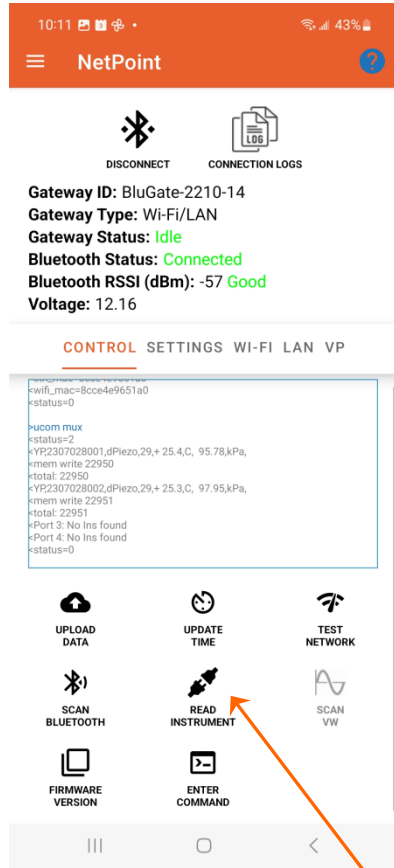 10:11 43%
NetPoint ?
DISCONNECT CONNECTION LOGS
LOG
Gateway ID: BluGate-2210-14
Gateway Type: Wi-Fi/LAN
Gateway Status: Idle
Bluetooth Status: Connected
Bluetooth RSSI (dBm): -57 Good
Voltage: 12.16
CONTROL SETTINGS WI-FI LAN VP
<wifi_mac=8cce4e9651a0
<status=0
>ucom mux
<status=2
<YP,2307028001,dPiezo,29,+ 25.4,C, 95.78,kPa,
<mem write 22950
<total: 22950
<YP,2307028002,dPiezo,29,+ 25.3,C, 97.95,kPa,
<mem write 22951
<total: 22951
<Port 3: No Ins found
<Port 4: No Ins found
<status=0
UPLOAD DATA
UPDATE TIME
TEST NETWORK
SCAN BLUETOOTH
READ INSTRUMENT
SCAN VW
FIRMWARE VERSION
ENTER COMMAND